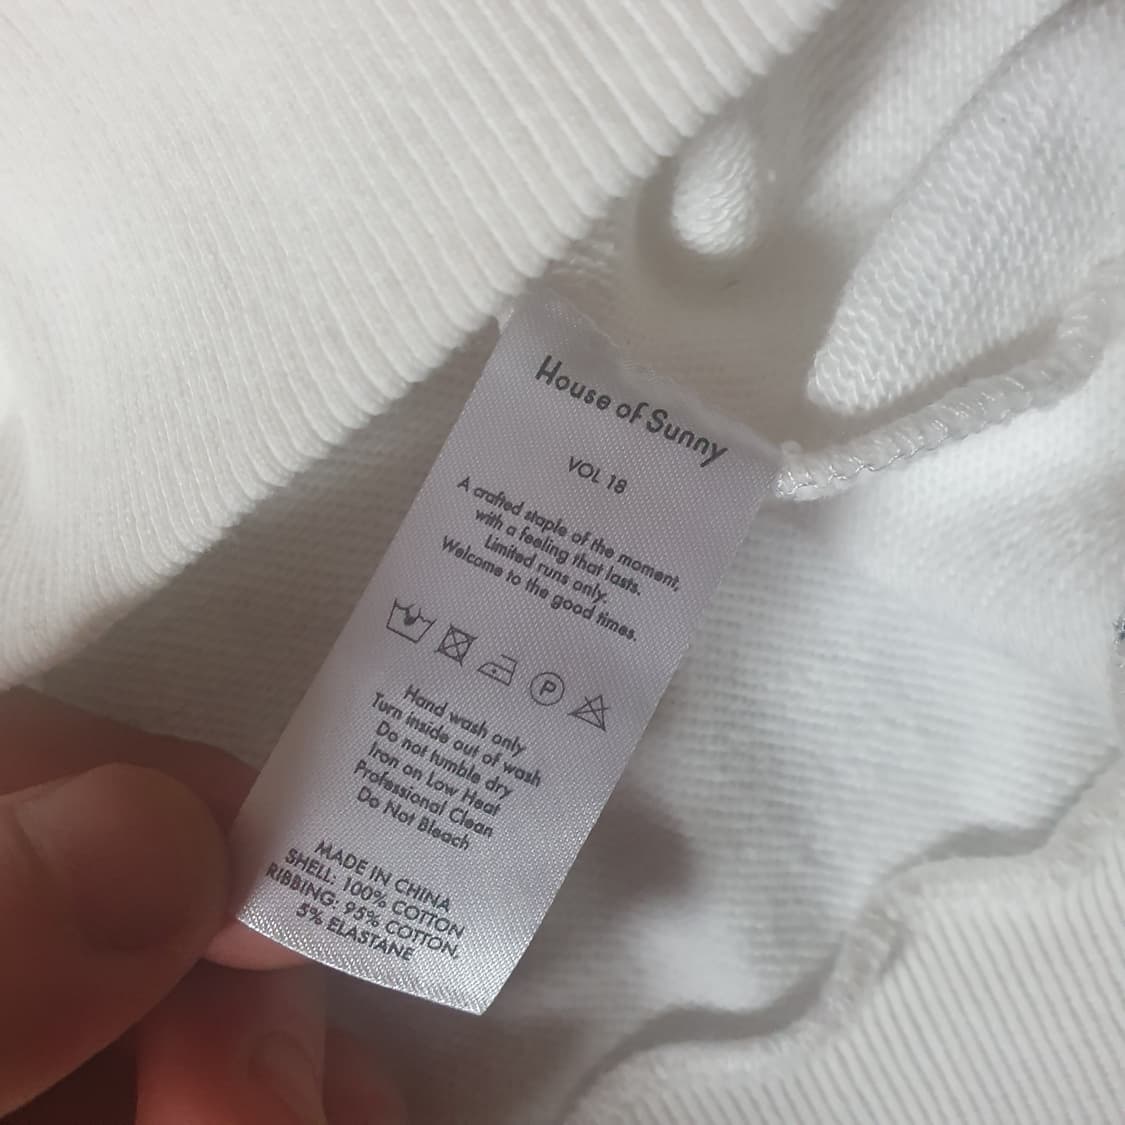 House of Sunny
VOL 18
A crafted staple of the moment,
with a feeling that lasts.
Limited runs only.
Welcome to the good times.
P
Hand wash only
Turn inside out of wash
Do not tumble dry
Iron on Low Heat
Professional Clean
Do Not Bleach
MADE IN CHINA
SHELL: 100% COTTON
RIBBING: 95% COTTON,
5% ELASTANE